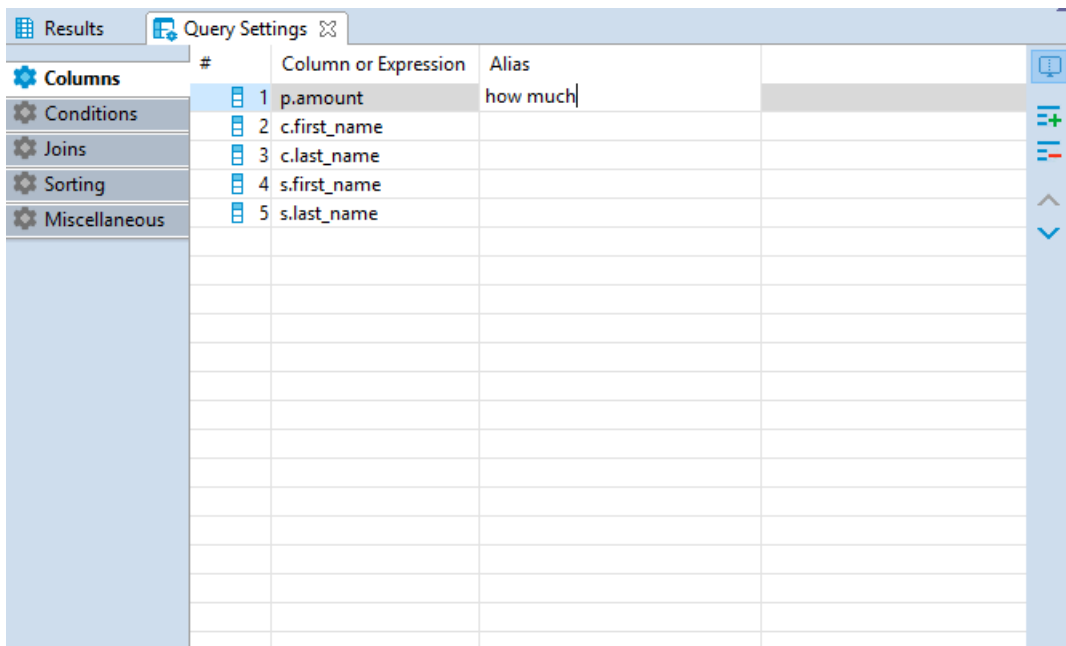 Results Query Settings
Columns
Conditions
Joins
Sorting
Miscellaneous
# Column or Expression Alias
1 p.amount how much
2 c.first_name
3 c.last_name
4 s.first_name
5 s.last_name